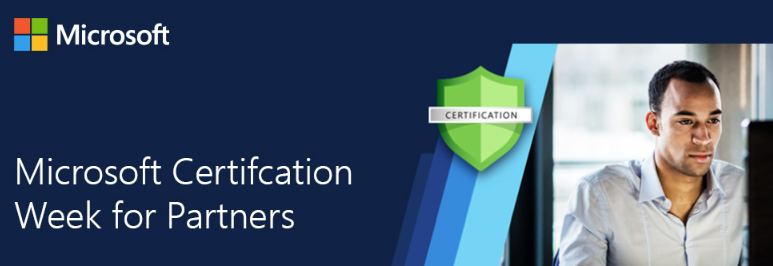 Microsoft
CERTIFICATION
Microsoft Certifcation
Week for Partners